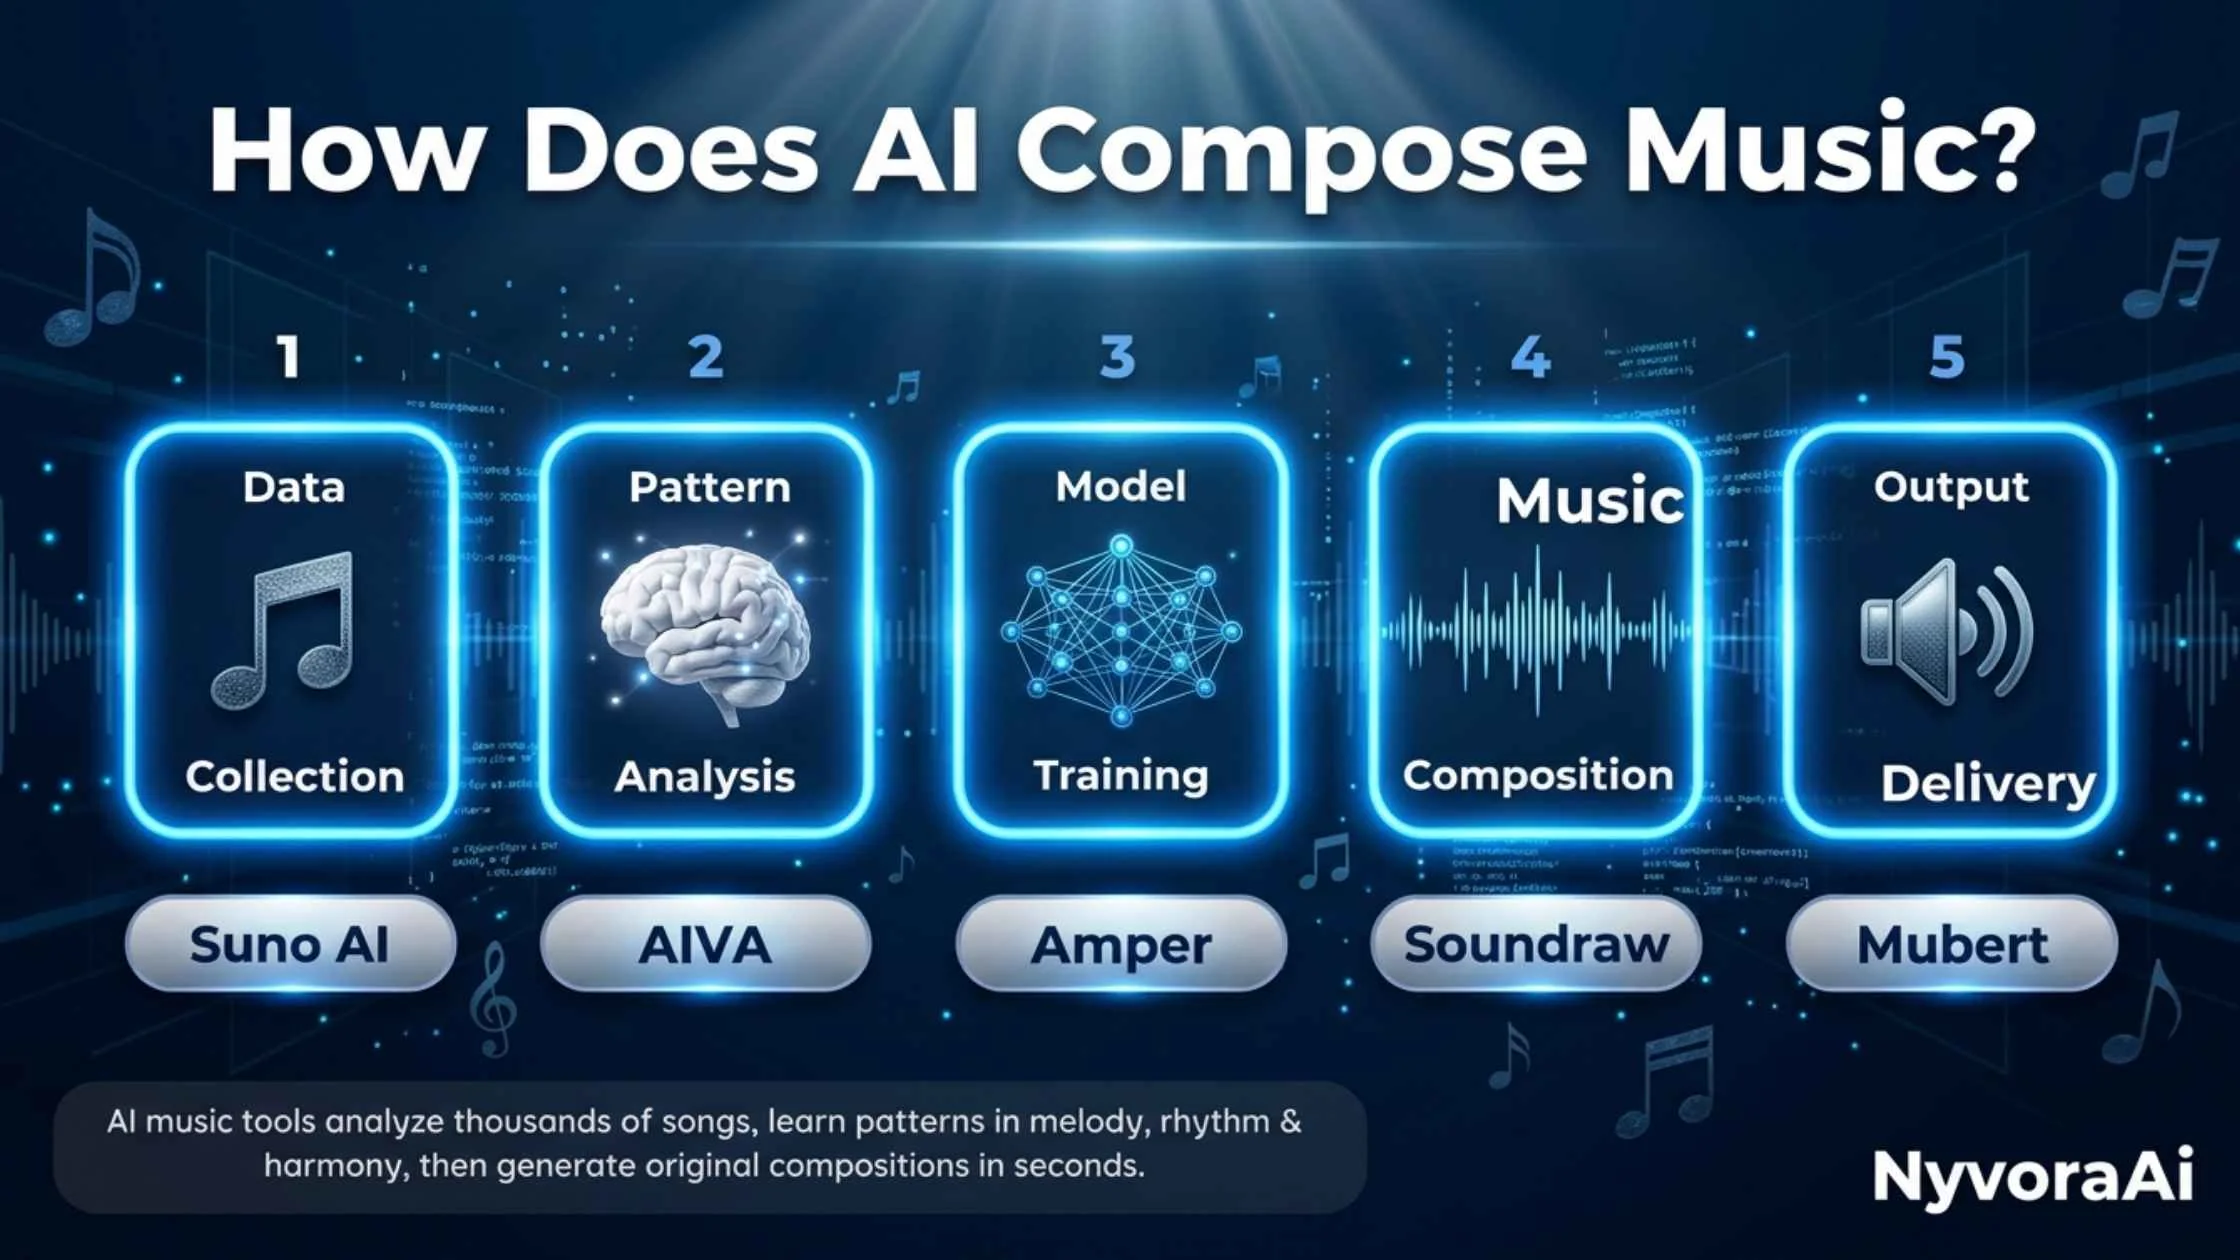 How Does AI Compose Music?
1
2
3
4
5
Data
Collection
Pattern
Analysis
Model
Training
Music
Composition
Output
Delivery
Suno AI
AIVA
Amper
Soundraw
Mubert
AI music tools analyze thousands of songs, learn patterns in melody, rhythm &
harmony, then generate original compositions in seconds.
NyvoraAi